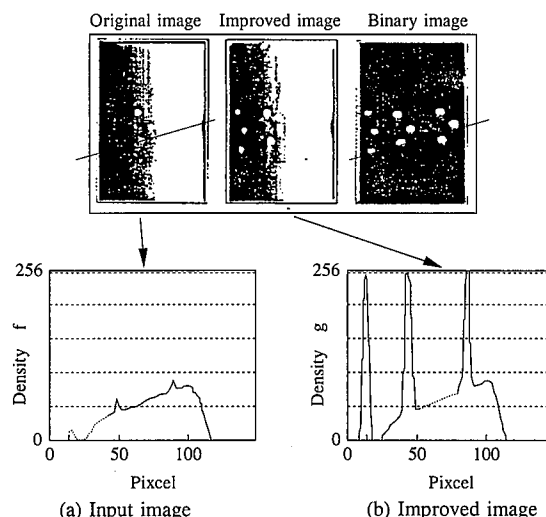 Original image Improved image Binary image
256
Density f
0
0 50 100
Pixcel
(a) Input image
256
Density g
0
0 50 100
Pixcel
(b) Improved image